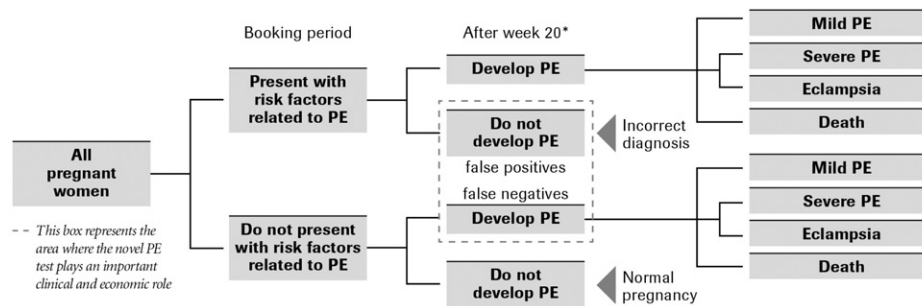 Booking period
After week 20*
Present with
risk factors
related to PE
Develop PE
Mild PE
Severe PE
Eclampsia
Death
Do not
develop PE
false positives
Incorrect
diagnosis
All
pregnant
women
false negatives
Develop PE
Mild PE
Severe PE
Eclampsia
Death
Do not present
with risk factors
related to PE
Do not
develop PE
Normal
pregnancy
This box represents the
area where the novel PE
test plays an important
clinical and economic role